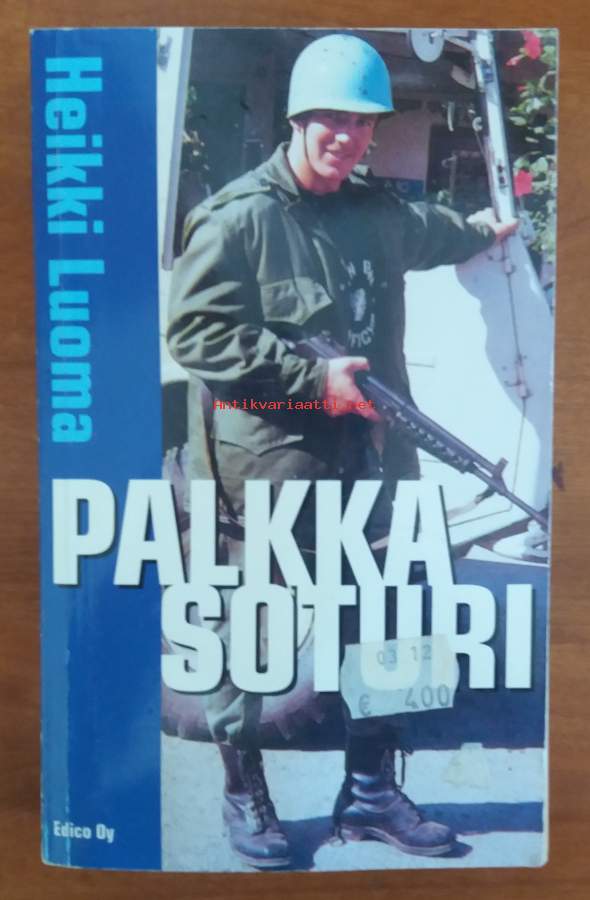 Heikki Luoma
Antikvariaatti.net
PALKKA
SOTURI
03 12
€ 400
Edico Oy